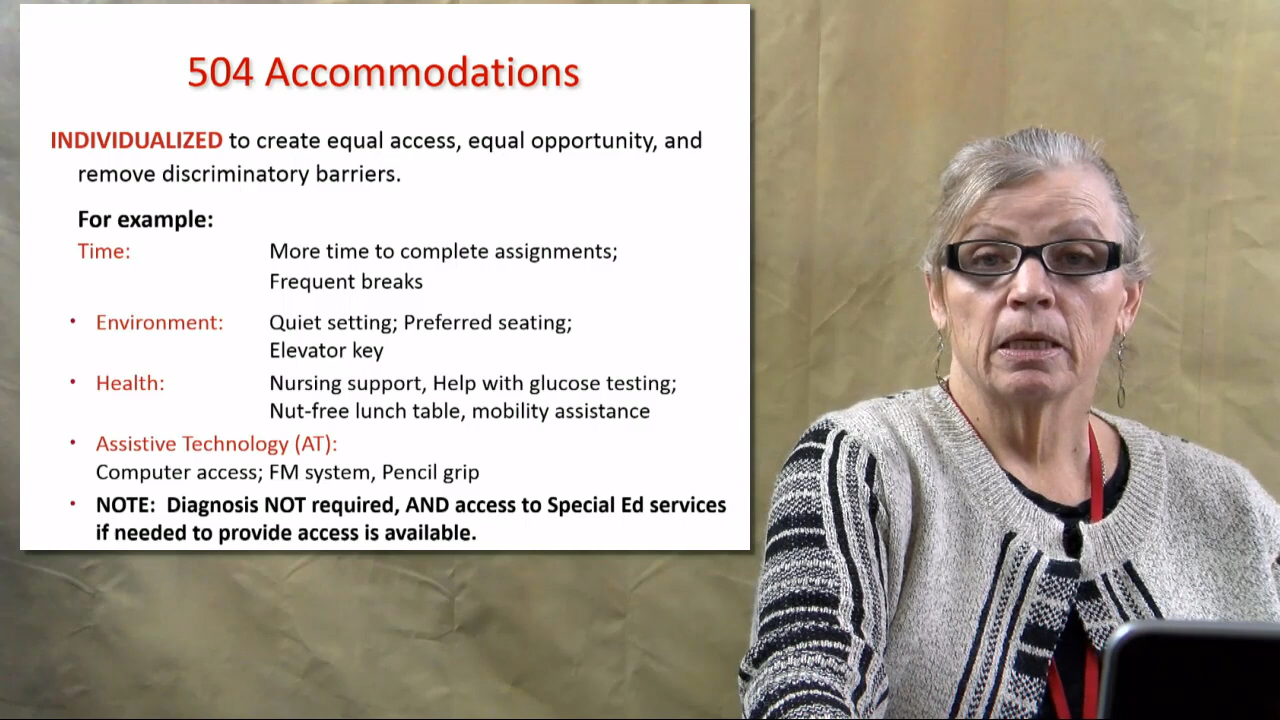 504 Accommodations
INDIVIDUALIZED to create equal access, equal opportunity, and
remove discriminatory barriers.
For example:
Time: More time to complete assignments;
Frequent breaks
• Environment: Quiet setting; Preferred seating;
Elevator key
• Health: Nursing support, Help with glucose testing;
Nut-free lunch table, mobility assistance
• Assistive Technology (AT):
Computer access; FM system, Pencil grip
• NOTE: Diagnosis NOT required, AND access to Special Ed services
if needed to provide access is available.